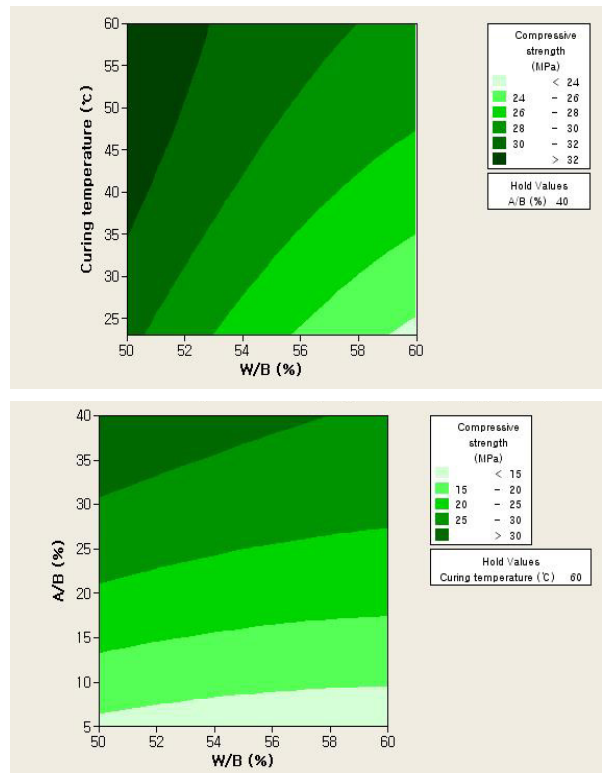 60
55
50
45
40
35
30
25
Curing temperature (℃)
50 52 54 56 58 60
W/B (%)
Compressive
strength
(MPa)
< 24
24 - 26
26 - 28
28 - 30
30 - 32
> 32
Hold Values
A/B (%) 40
40
35
30
25
20
15
10
5
A/B (%)
50 52 54 56 58 60
W/B (%)
Compressive
strength
(MPa)
< 15
15 - 20
20 - 25
25 - 30
> 30
Hold Values
Curing temperature (℃) 60